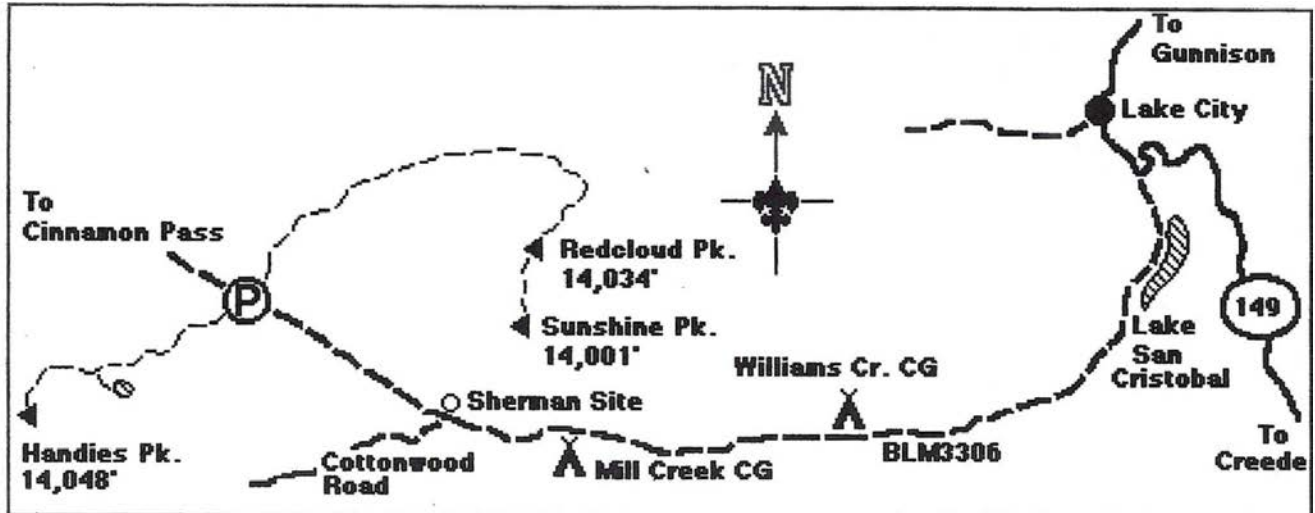 To
Gunnison
N
Lake City
To
Cinnamon Pass
Redcloud Pk.
14,034'
P
Sunshine Pk.
14,001'
149
Lake
San
Cristobal
Williams Cr. CG
Sherman Site
Handies Pk.
14,048'
Cottonwood
Road
Mill Creek CG
BLM3306
To
Creede